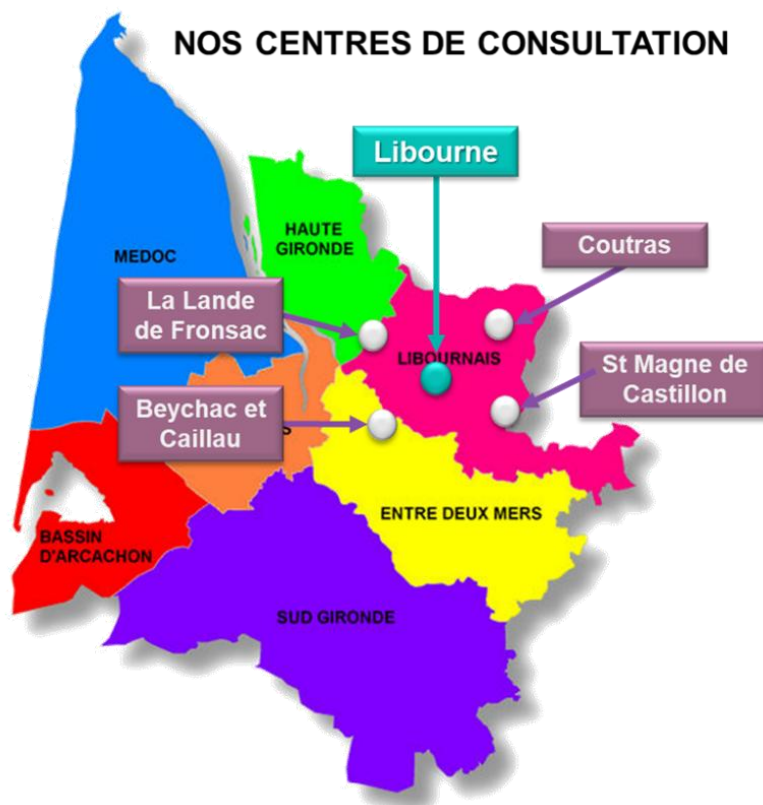 NOS CENTRES DE CONSULTATION
Libourne
HAUTE
GIRONDE
Coutras
MEDOC
La Lande
de Fronsac
LIBOURNAIS
St Magne de
Castillon
Beychac et
Caillau
S
ENTRE DEUX MERS
BASSIN
D'ARCACHON
SUD GIRONDE